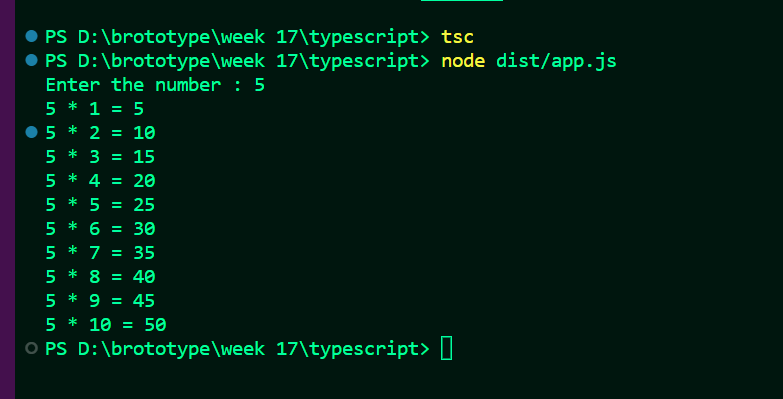 PS D:\brototype\week 17\typescript> tsc
PS D:\brototype\week 17\typescript> node dist/app.js
Enter the number : 5
5 * 1 = 5
5 * 2 = 10
5 * 3 = 15
5 * 4 = 20
5 * 5 = 25
5 * 6 = 30
5 * 7 = 35
5 * 8 = 40
5 * 9 = 45
5 * 10 = 50
PS D:\brototype\week 17\typescript>